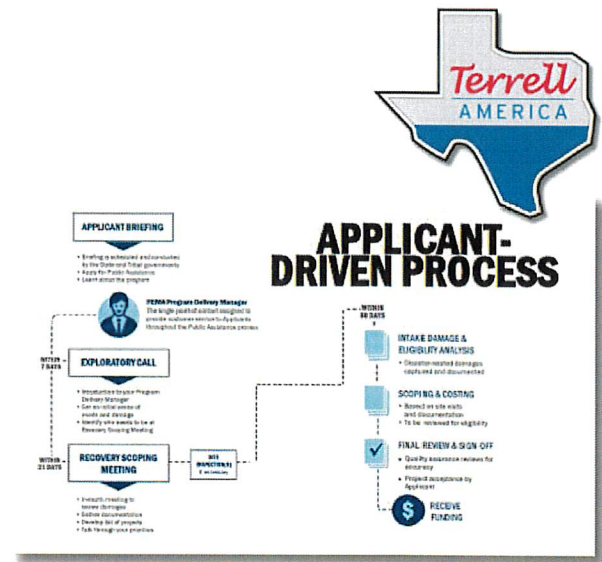 Terrell
AMERICA
APPLICANT-
DRIVEN PROCESS
APPLICANT BRIEFING
• Briefing is scheduled and conducted
by the State and Tribal governments
• Apply for Public Assistance
• Learn about the program
FEMA Program Delivery Manager
The single point of contact assigned to
provide customer service to Applicants
throughout the Public Assistance process
WITHIN
7 DAYS
EXPLORATORY CALL
• Introduction to your Program
Delivery Manager
• Get an initial sense of
needs and damage
• Identify who needs to be at
Recovery Scoping Meeting
WITHIN
21 DAYS
RECOVERY SCOPING
MEETING
• In-depth meeting to
review damages
• Gather documentation
• Develop list of projects
• Talk through your priorities
SITE
INSPECTION(S)
if necessary
WITHIN
60 DAYS
INTAKE DAMAGE &
ELIGIBILITY ANALYSIS
• Disaster-related damages
captured and documented
SCOPING & COSTING
• Based on site visits
and documentation
• To be reviewed for eligibility
FINAL REVIEW & SIGN-OFF
• Quality assurance reviews for
accuracy
• Project acceptance by
Applicant
$
RECEIVE
FUNDING